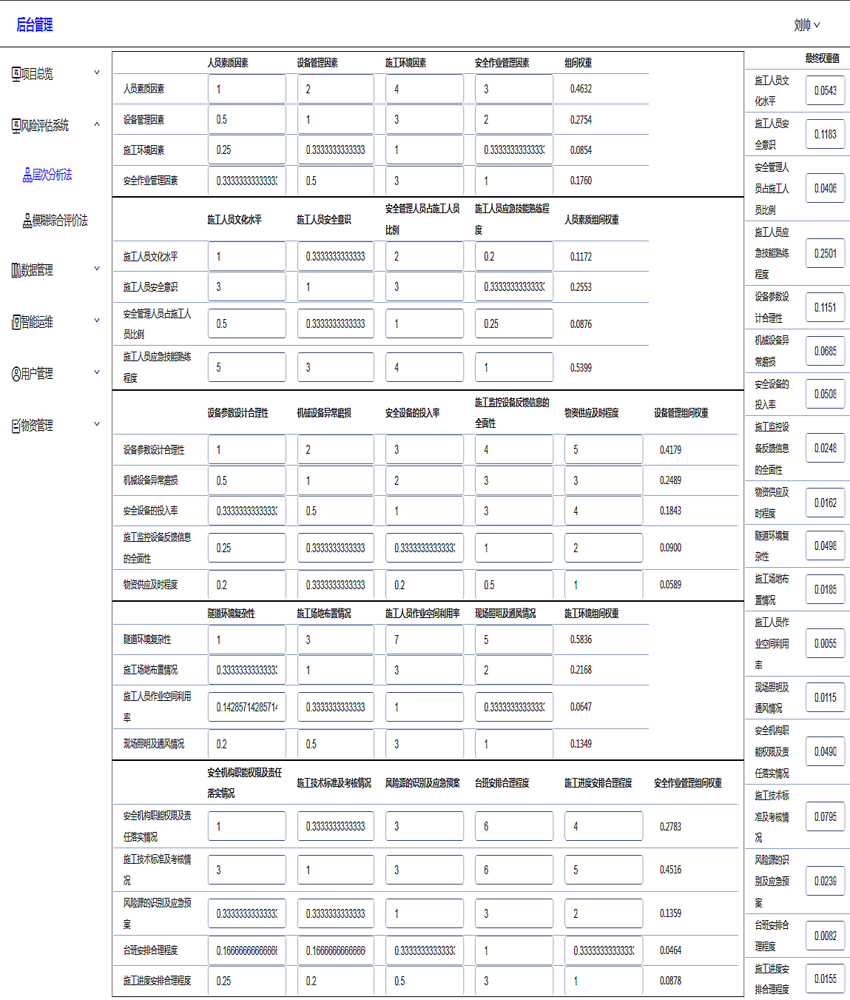 后台管理
刘帅
项目总览
风险评估系统
层次分析法
模糊综合评价法
数据管理
智能运维
用户管理
物资管理
人员素质因素 设备管理因素 施工环境因素 安全作业管理因素 组间权重
人员素质因素 1 2 4 3 0.4632
设备管理因素 0.5 1 3 2 0.2754
施工环境因素 0.25 0.3333333333333 1 0.33333333333333 0.0854
安全作业管理因素 0.33333333333333 0.5 3 1 0.1760
施工人员文化水平 施工人员安全意识 安全管理人员占施工人员
比例 施工人员应急技能熟练程
度 人员素质组间权重
施工人员文化水平 1 0.3333333333333 2 0.2 0.1172
施工人员安全意识 3 1 3 0.33333333333333 0.2553
安全管理人员占施工人
员比例 0.5 0.3333333333333 1 0.25 0.0876
施工人员应急技能熟练
程度 5 3 4 1 0.5399
设备参数设计合理性 机械设备异常磨损 安全设备的投入率 施工监控设备反馈信息的
全面性 物资供应及时程度 设备管理组间权重
设备参数设计合理性 1 2 3 4 5 0.4179
机械设备异常磨损 0.5 1 2 3 3 0.2489
安全设备的投入率 0.33333333333333 0.5 1 3 4 0.1843
施工监控设备反馈信息
的全面性 0.25 0.3333333333333 0.33333333333333 1 2 0.0900
物资供应及时程度 0.2 0.3333333333333 0.2 0.5 1 0.0589
隧道环境复杂性 施工场地布置情况 施工人员作业空间利用率 现场照明及通风情况 施工环境组间权重
隧道环境复杂性 1 3 7 5 0.5836
施工场地布置情况 0.33333333333333 1 3 2 0.2168
施工人员作业空间利用
率 0.14285714285714 0.3333333333333 1 0.33333333333333 0.0647
现场照明及通风情况 0.2 0.5 3 1 0.1349
安全机构职能权限及责任
落实情况 施工技术标准及考核情况 风险源的识别及应急预案 台班安排合理程度 施工进度安排合理程度 安全作业管理组间权重
安全机构职能权限及责
任落实情况 1 0.3333333333333 3 6 4 0.2783
施工技术标准及考核情
况 3 1 3 6 5 0.4516
风险源的识别及应急预
案 0.33333333333333 0.3333333333333 1 3 2 0.1359
台班安排合理程度 0.16666666666666 0.1666666666666 0.33333333333333 1 0.33333333333333 0.0464
施工进度安排合理程度 0.25 0.2 0.5 3 1 0.0878
最终权重值
施工人员文
化水平 0.0543
施工人员安
全意识 0.1183
安全管理人
员占施工人
员比例 0.0406
施工人员应
急技能熟练
程度 0.2501
设备参数设
计合理性 0.1151
机械设备异
常磨损 0.0685
安全设备的
投入率 0.0508
施工监控设
备反馈信息
的全面性 0.0248
物资供应及
时程度 0.0162
隧道环境复
杂性 0.0498
施工场地布
置情况 0.0185
施工人员作
业空间利用
率 0.0055
现场照明及
通风情况 0.0115
安全机构职
能权限及责
任落实情况 0.0490
施工技术标
准及考核情
况 0.0795
风险源的识
别及应急预
案 0.0239
台班安排合
理程度 0.0082
施工进度安
排合理程度 0.0155